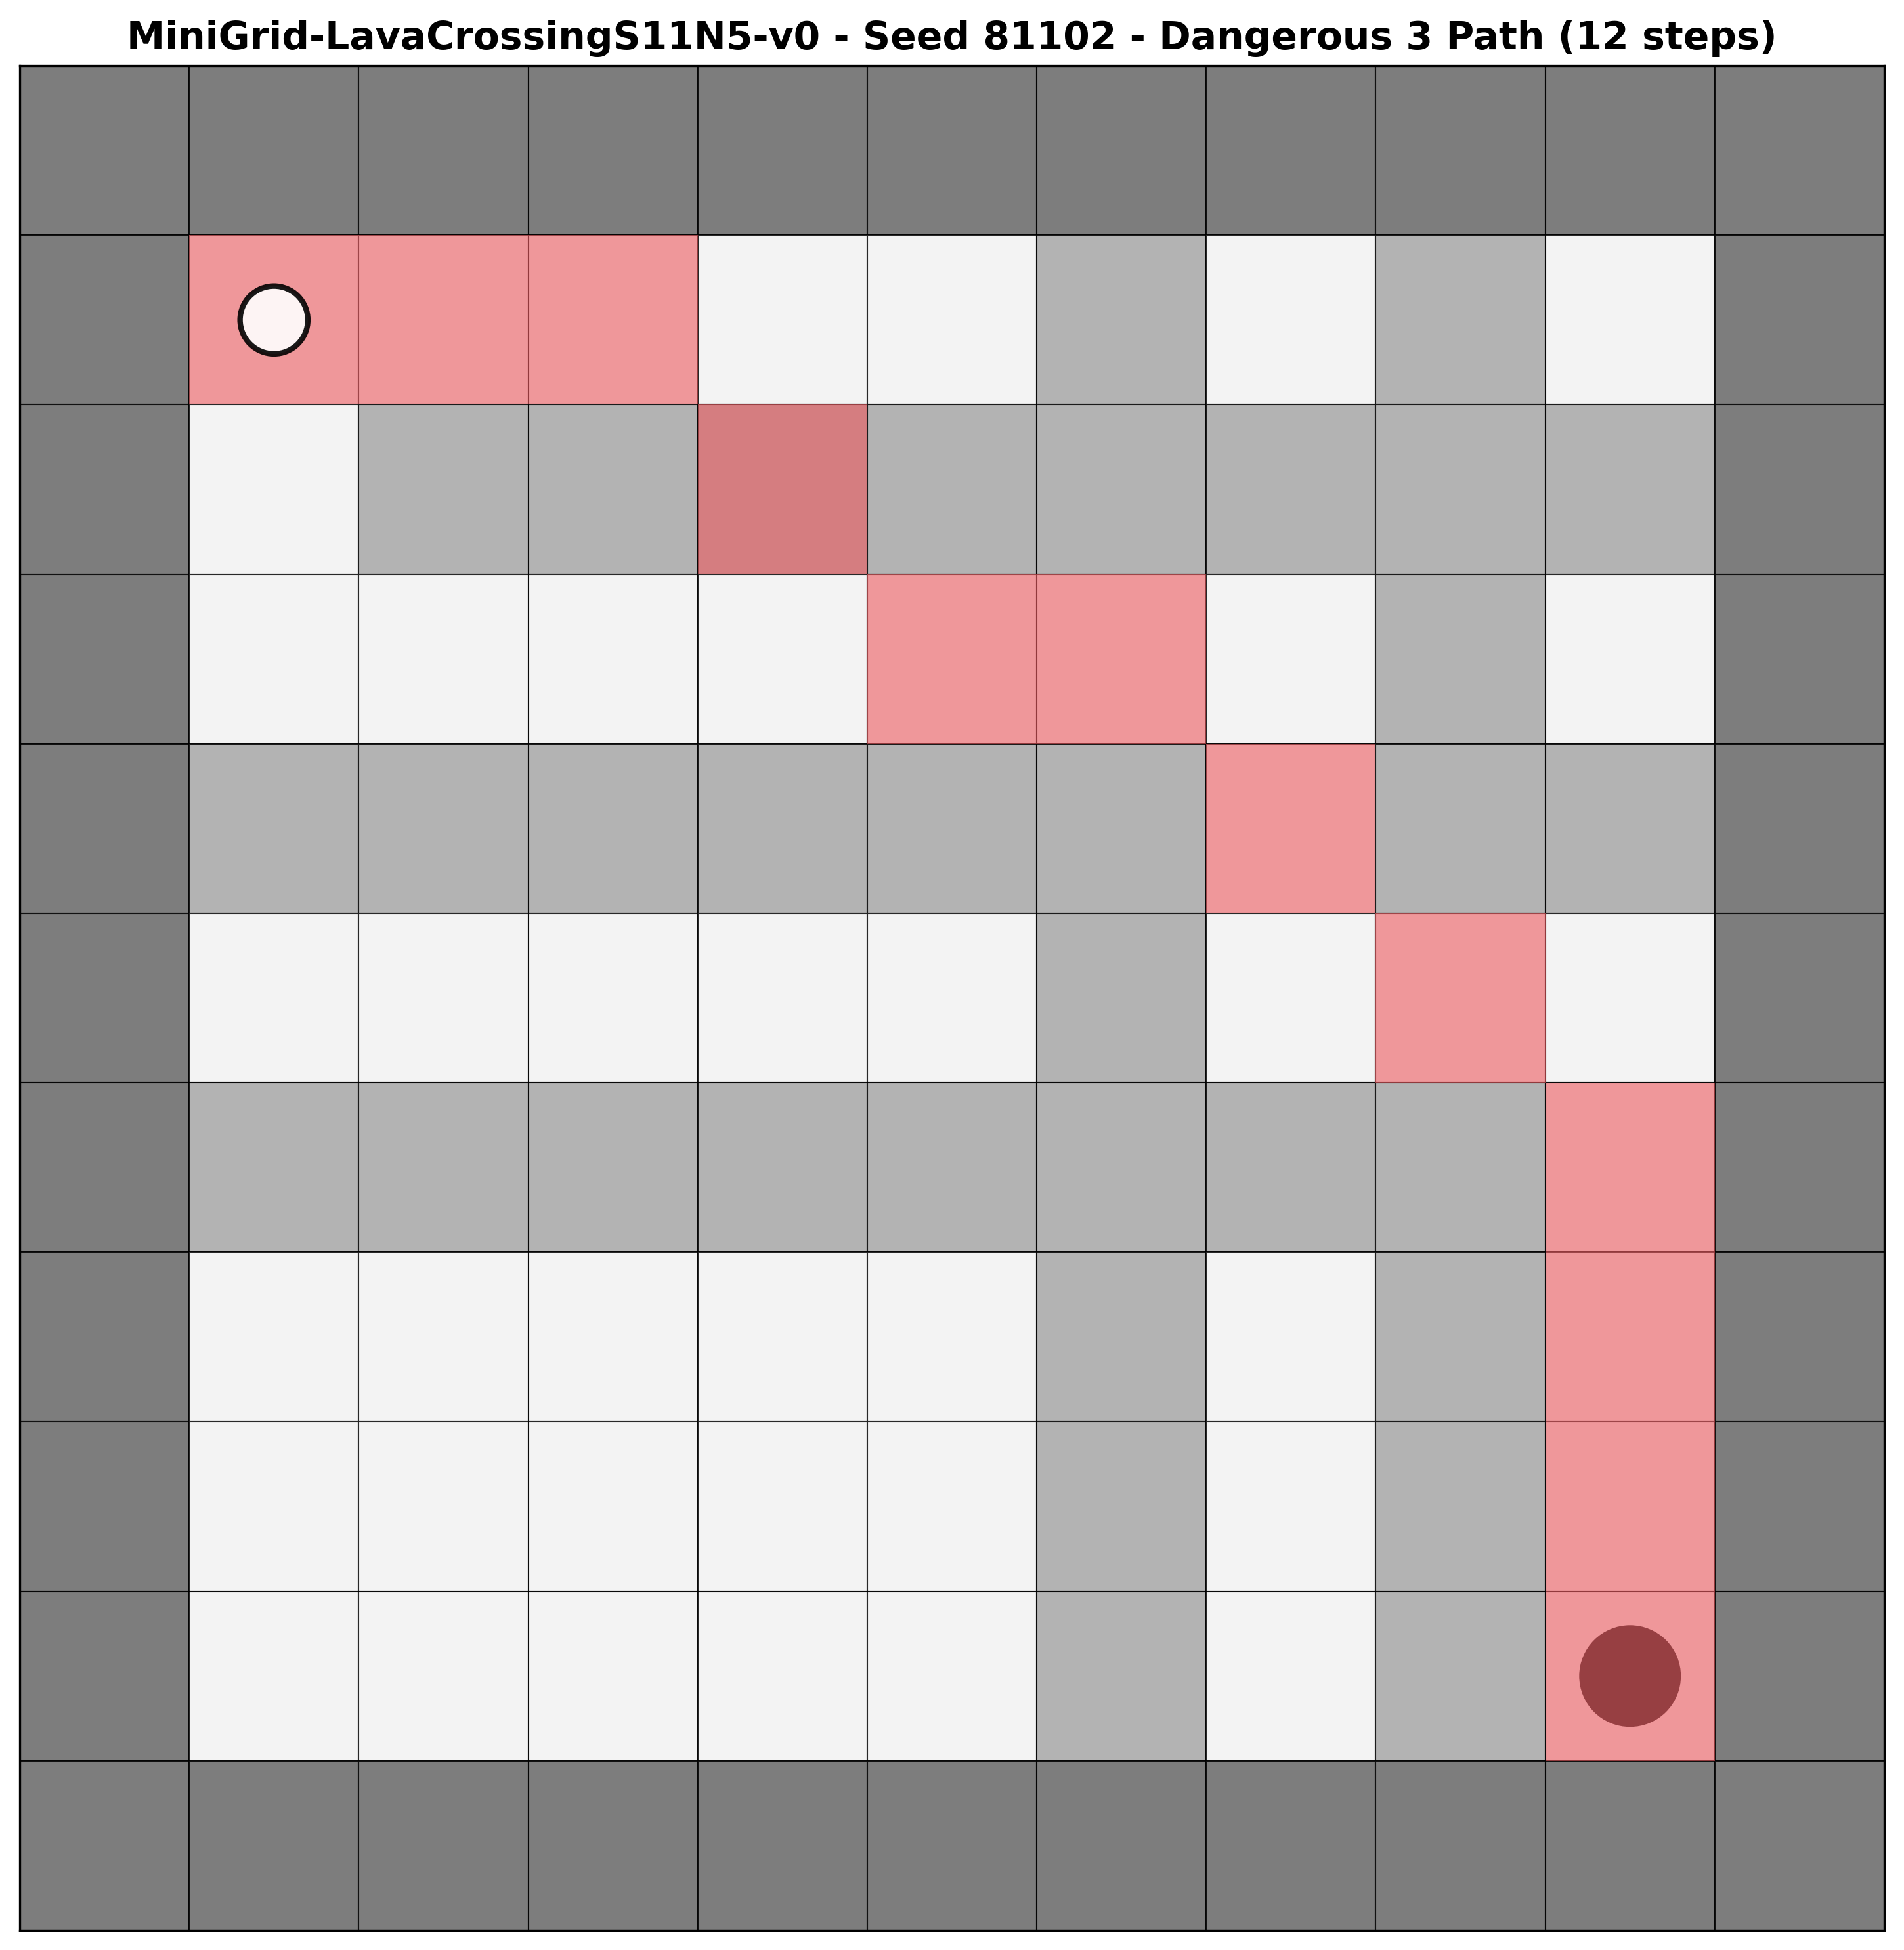 MiniGrid-LavaCrossingS11N5-v0 - Seed 81102 - Dangerous 3 Path (12 steps)